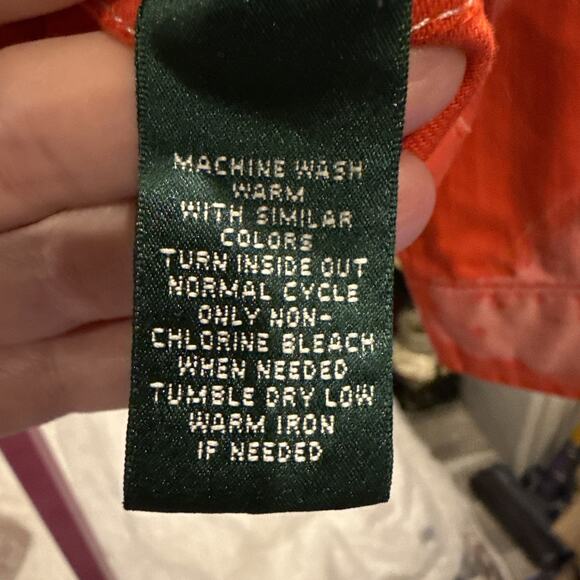 MACHINE WASH
WARM
WITH SIMILAR
COLORS
TURN INSIDE OUT
NORMAL CYCLE
ONLY NON-
CHLORINE BLEACH
WHEN NEEDED
TUMBLE DRY LOW
WARM IRON
IF NEEDED